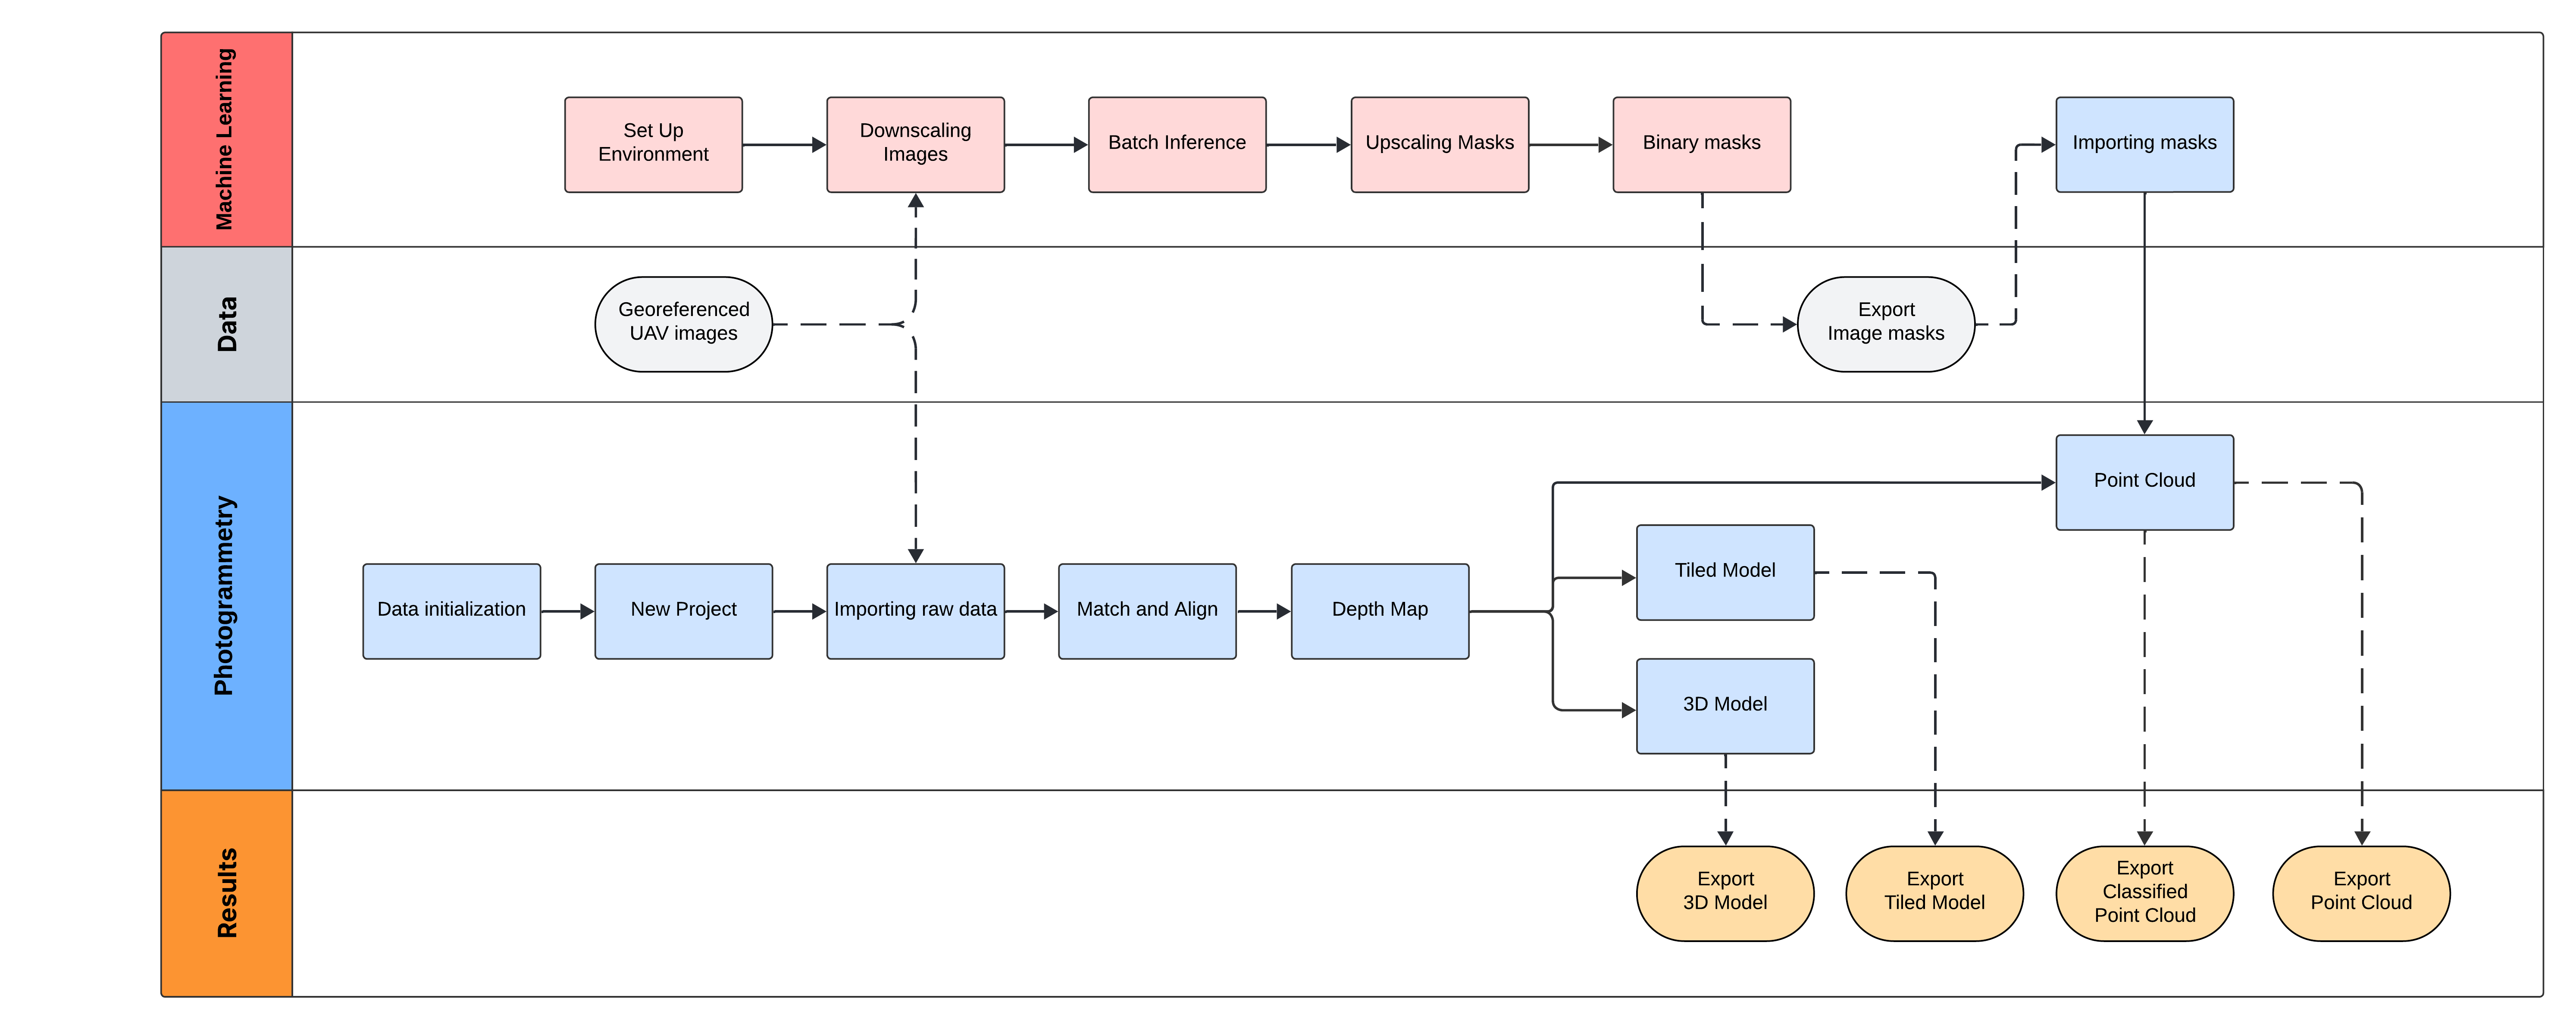 Machine Learning
Set Up
Environment
Downscaling
Images
Batch Inference
Upscaling Masks
Binary masks
Importing masks
Data
Georeferenced
UAV images
Export
Image masks
Photogrammetry
Point Cloud
Tiled Model
Data initialization
New Project
Importing raw data
Match and Align
Depth Map
3D Model
Results
Export
3D Model
Export
Tiled Model
Export
Classified
Point Cloud
Export
Point Cloud